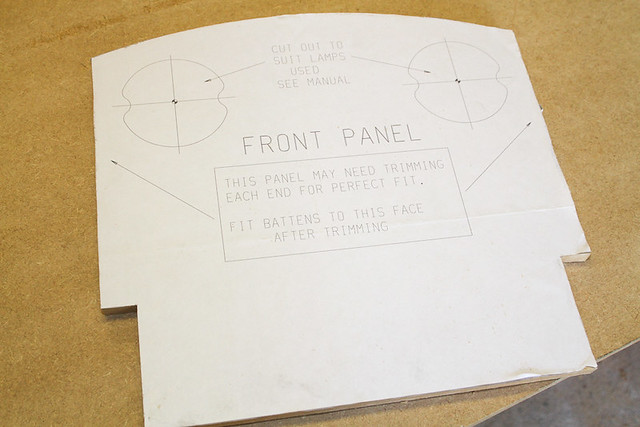 CUT OUT TO
SUIT LAMPS
USED
SEE MANUAL
FRONT PANEL
THIS PANEL MAY NEED TRIMMING
EACH END FOR PERFECT FIT.
FIT BATTENS TO THIS FACE
AFTER TRIMMING